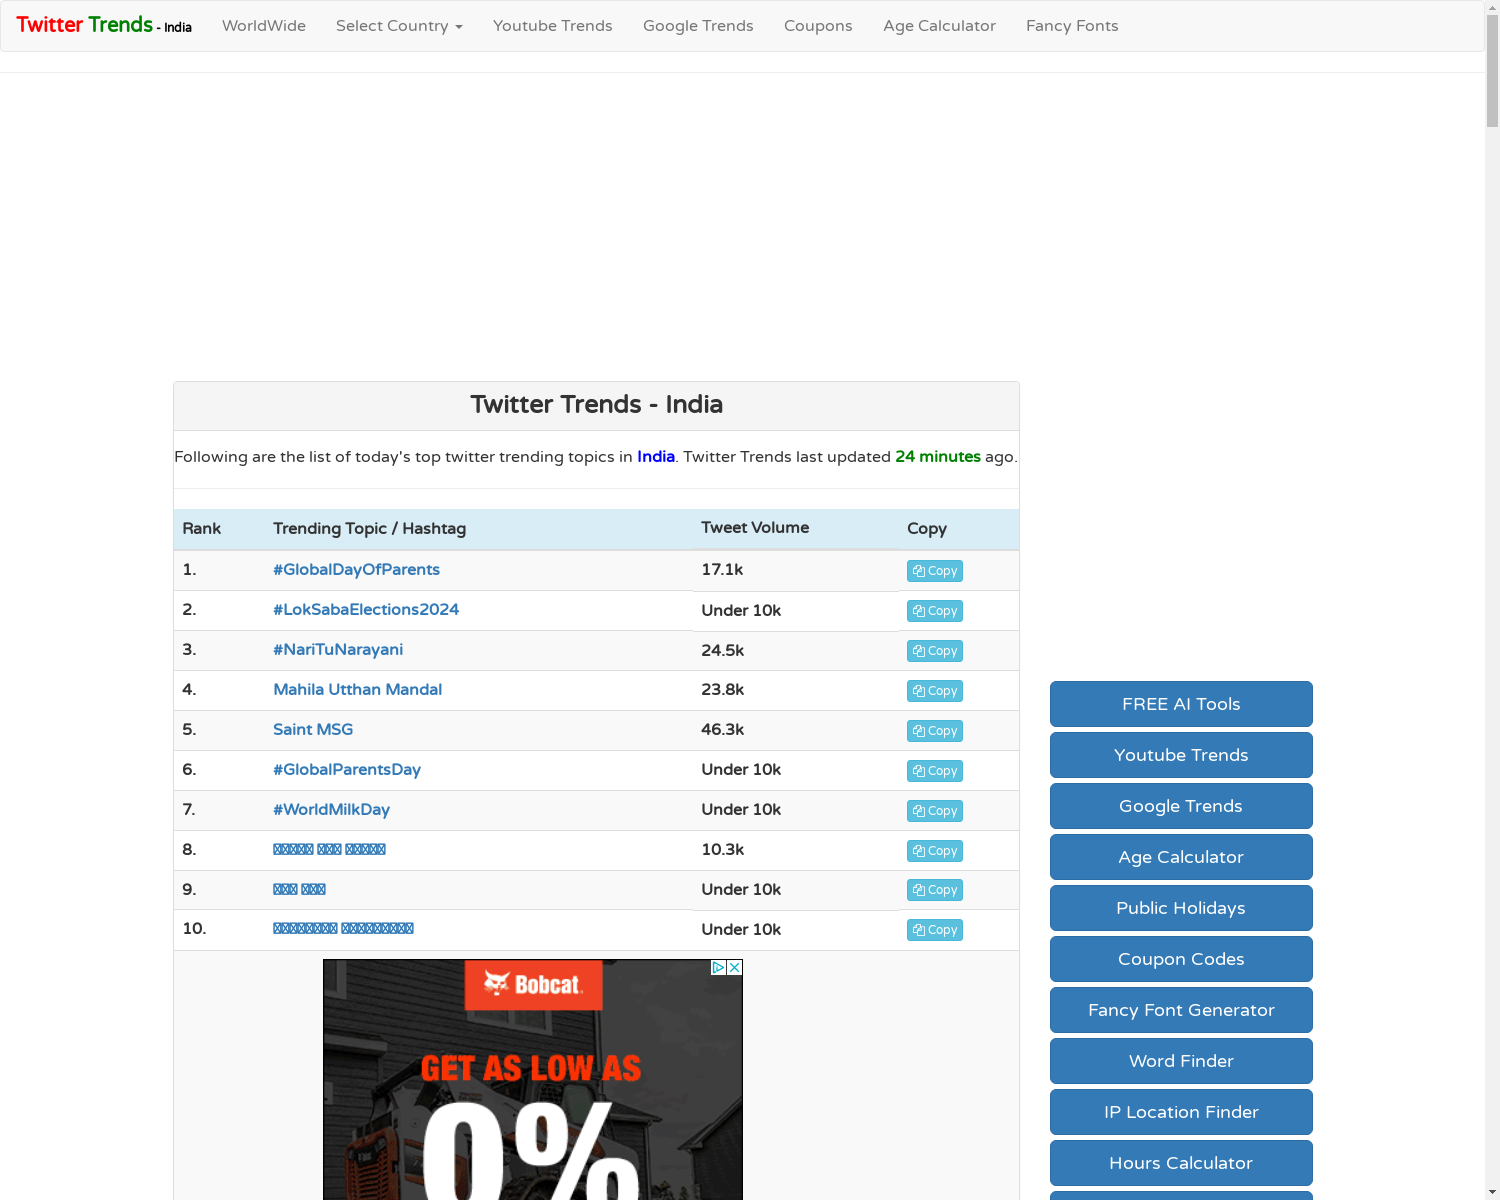 Twitter Trends - India WorldWide Select Country Youtube Trends Google Trends Coupons Age Calculator Fancy Fonts
Twitter Trends - India
Following are the list of today's top twitter trending topics in India. Twitter Trends last updated 24 minutes ago.
Rank Trending Topic / Hashtag Tweet Volume Copy
1. #GlobalDayOfParents 17.1k Copy
2. #LokSabaElections2024 Under 10k Copy
3. #NariTuNarayani 24.5k Copy
4. Mahila Utthan Mandal 23.8k Copy
5. Saint MSG 46.3k Copy
6. #GlobalParentsDay Under 10k Copy
7. #WorldMilkDay Under 10k Copy
8. 10.3k Copy
9. Under 10k Copy
10. Under 10k Copy
Bobcat
GET AS LOW AS
0%
FREE AI Tools
Youtube Trends
Google Trends
Age Calculator
Public Holidays
Coupon Codes
Fancy Font Generator
Word Finder
IP Location Finder
Hours Calculator